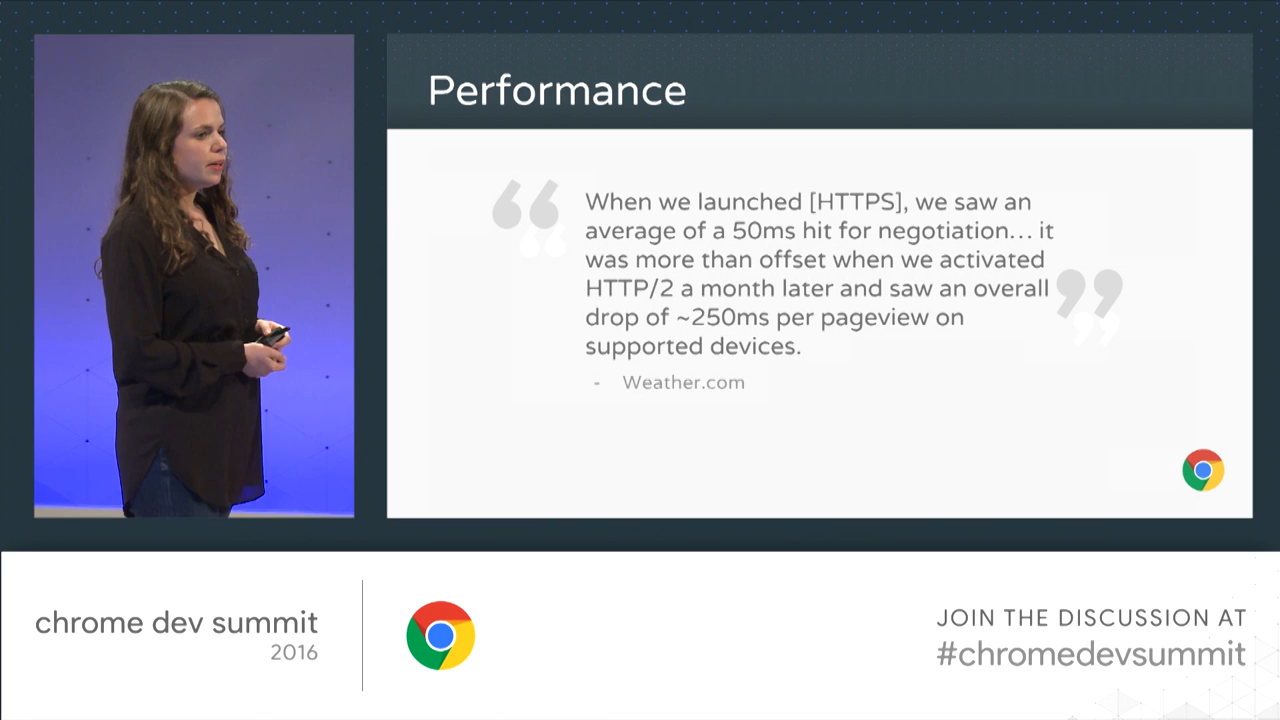 Performance
When we launched [HTTPS], we saw an
average of a 50ms hit for negotiation... it
was more than offset when we activated
HTTP/2 a month later and saw an overall
drop of ~250ms per pageview on
supported devices.
- Weather.com
chrome dev summit
2016
JOIN THE DISCUSSION AT
#chromedevsummit